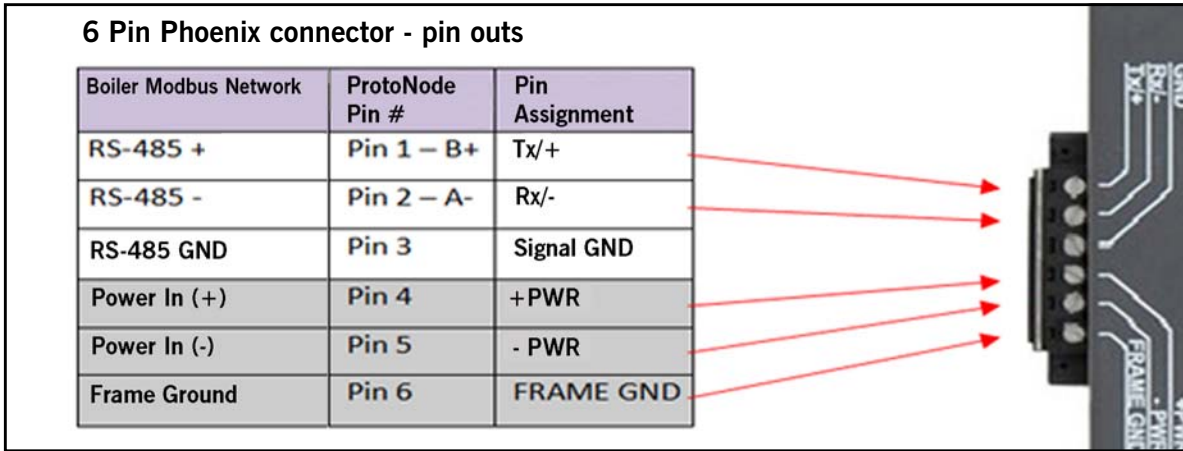 6 Pin Phoenix connector - pin outs
Boiler Modbus Network ProtoNode Pin # Pin Assignment
RS-485 + Pin 1 – B+ Tx/+
RS-485 - Pin 2 – A- Rx/-
RS-485 GND Pin 3 Signal GND
Power In (+) Pin 4 +PWR
Power In (-) Pin 5 - PWR
Frame Ground Pin 6 FRAME GND
Tx/+
Rx/-
GND
FRAME GND
- PWR
+PWR